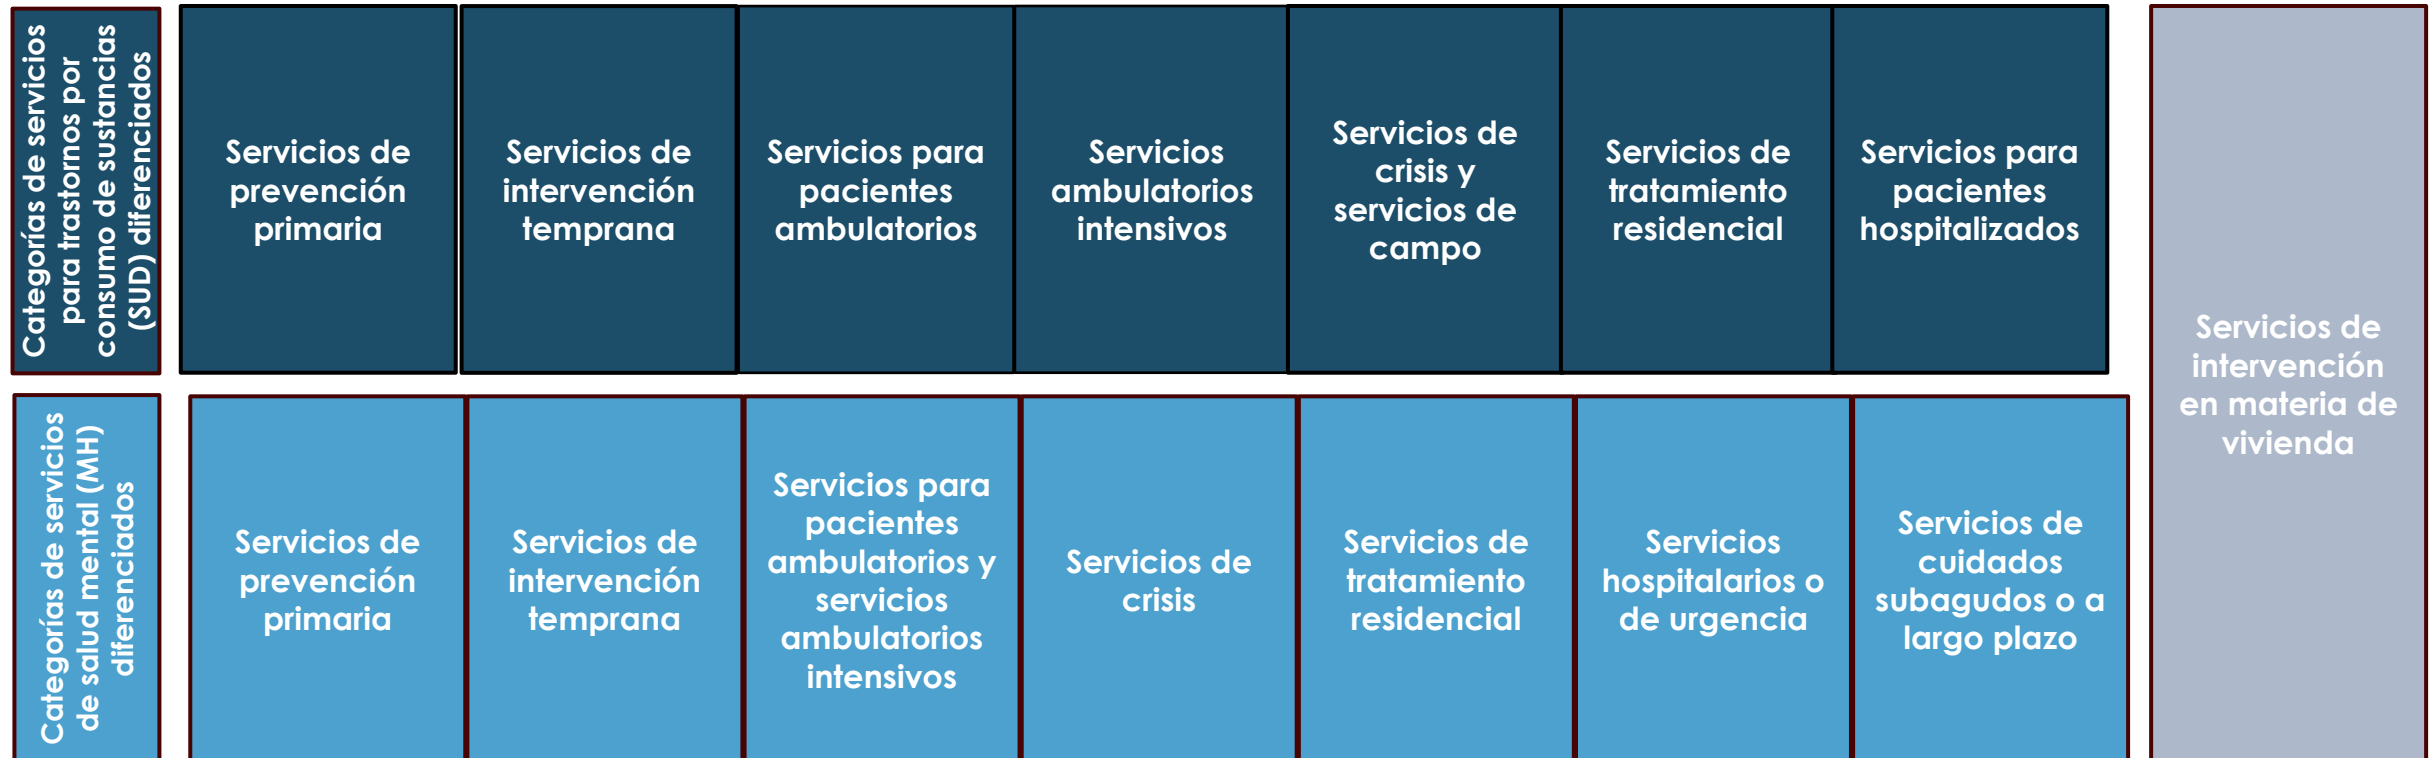 Categorías de servicios
para trastornos por
consumo de sustancias
(SUD) diferenciados
Servicios de
prevención
primaria
Servicios de
intervención
temprana
Servicios para
pacientes
ambulatorios
Servicios
ambulatorios
intensivos
Servicios de
crisis y
servicios de
campo
Servicios de
tratamiento
residencial
Servicios para
pacientes
hospitalizados
Categorías de servicios
de salud mental (MH)
diferenciados
Servicios de
prevención
primaria
Servicios de
intervención
temprana
Servicios para
pacientes
ambulatorios y
servicios
ambulatorios
intensivos
Servicios de
crisis
Servicios de
tratamiento
residencial
Servicios
hospitalarios o
de urgencia
Servicios de
cuidados
subagudos o a
largo plazo
Servicios de
intervención
en materia de
vivienda